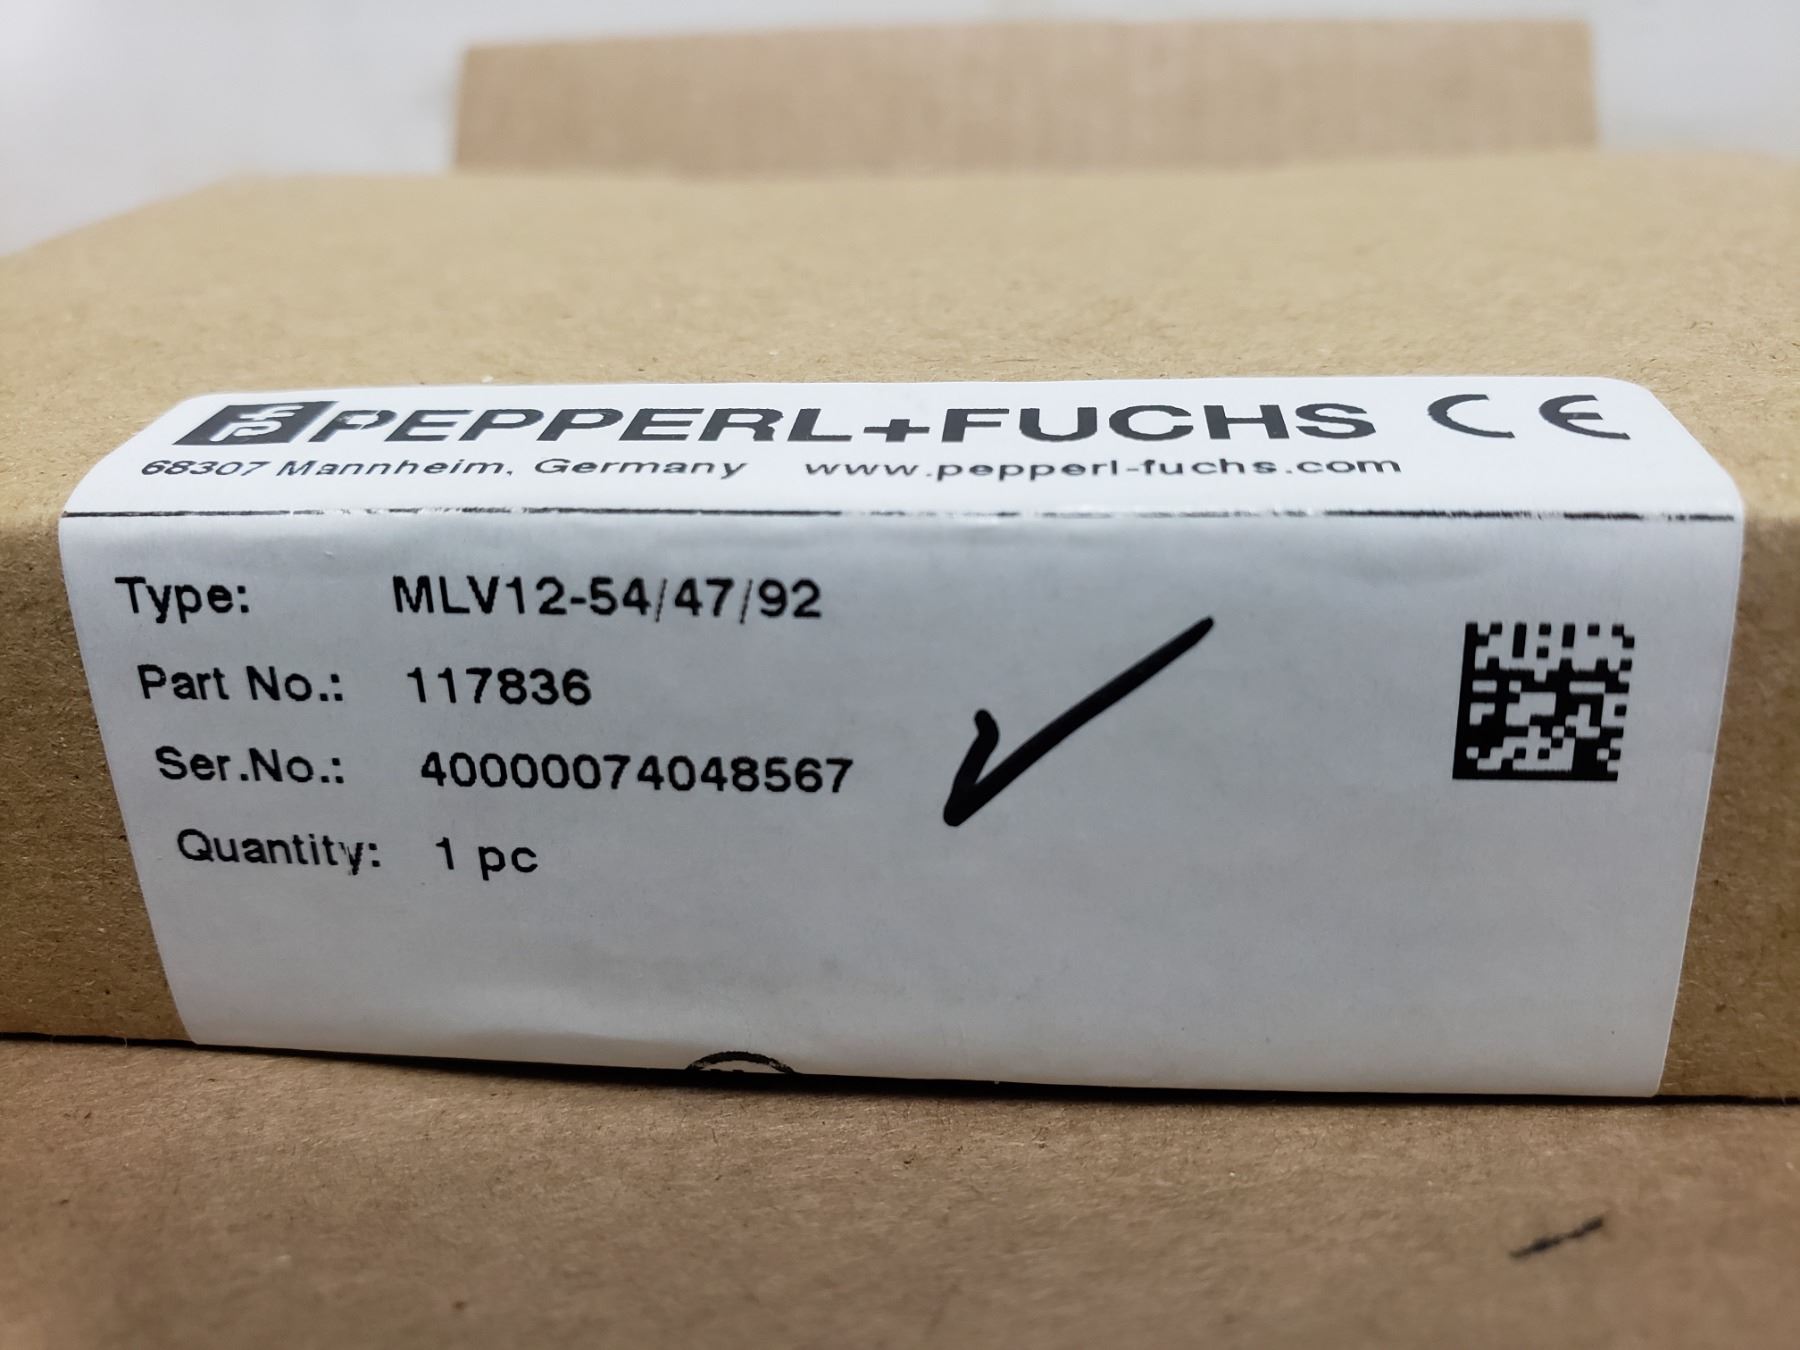 PEPPERL+FUCHS CE
68307 Mannheim, Germany www.pepperl-fuchs.com
Type: MLV12-54/47/92
Part No.: 117836
Ser.No.: 40000074048567
Quantity: 1 pc